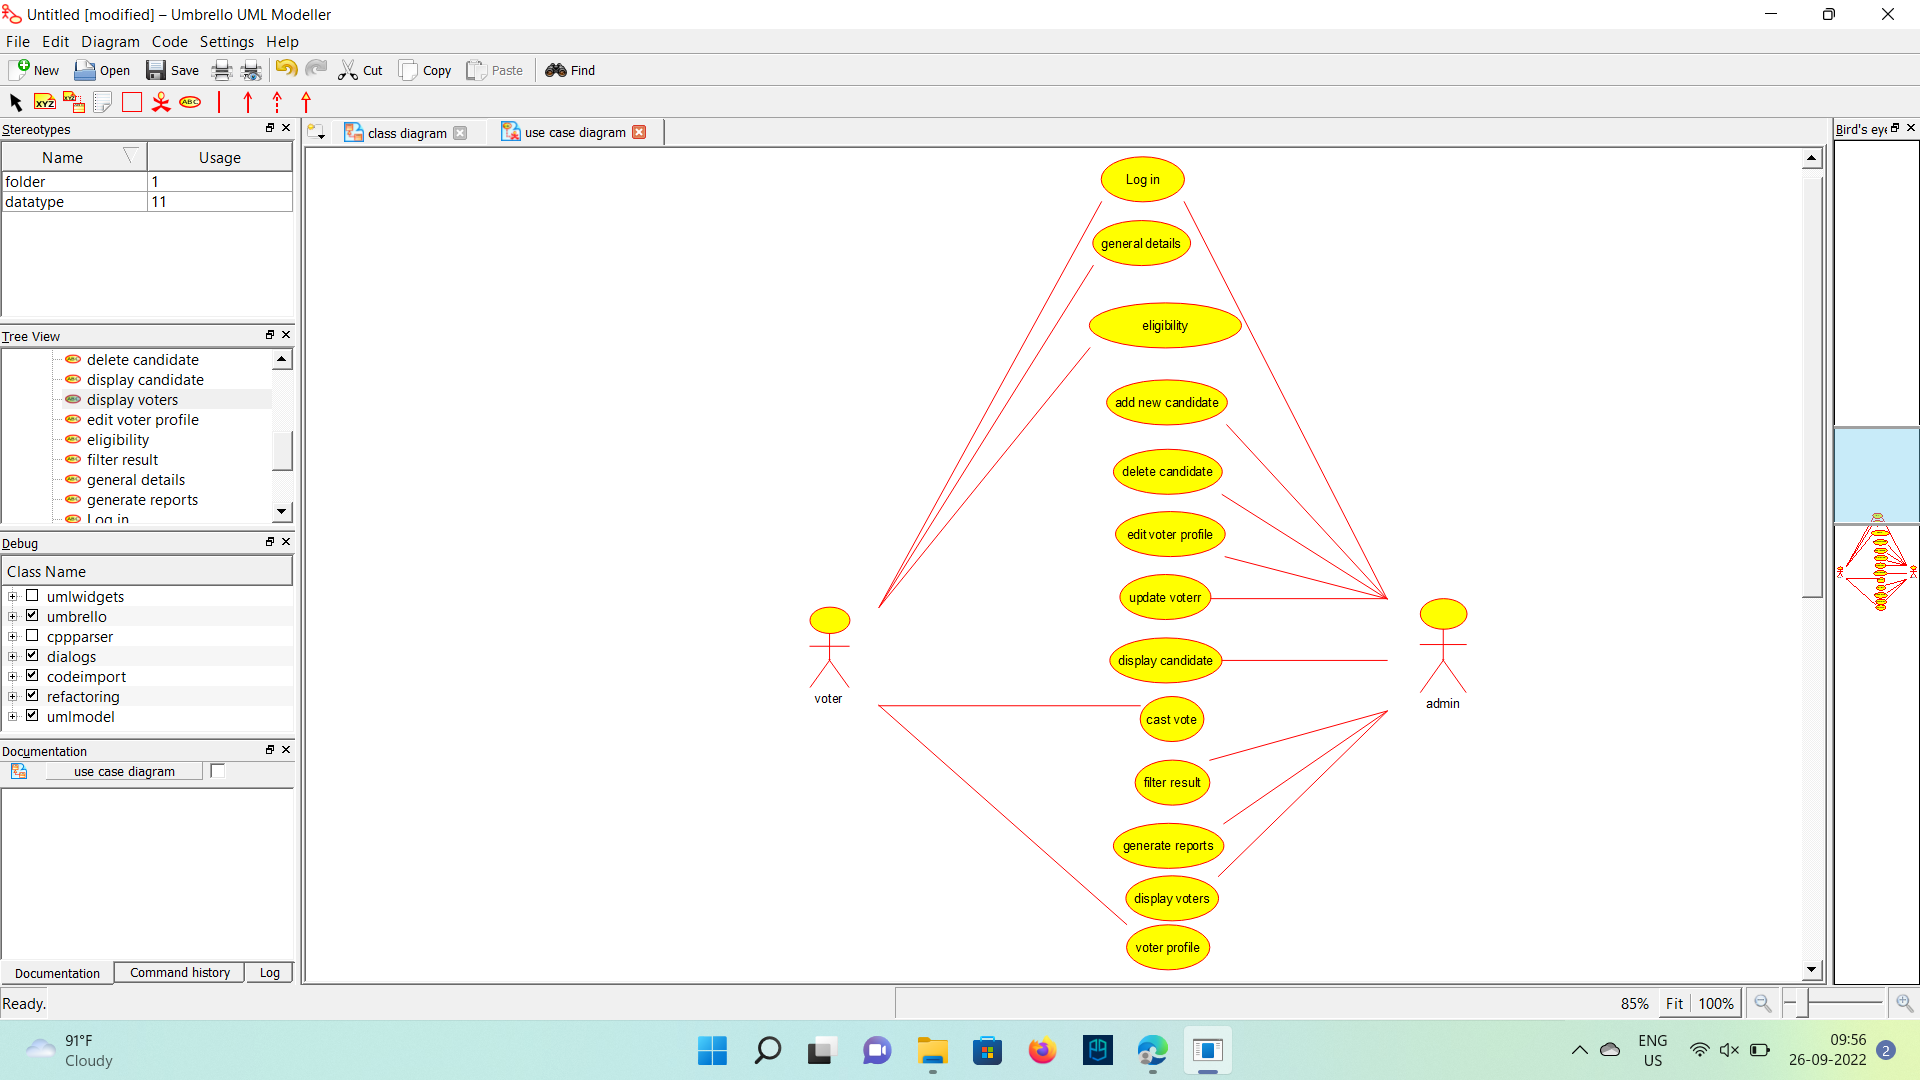 Untitled [modified] – Umbrello UML Modeller
File Edit Diagram Code Settings Help
New Open Save Cut Copy Paste Find
XYZ XYZ ABC
Stereotypes
Name Usage
folder 1
datatype 11
Tree View
delete candidate
display candidate
display voters
edit voter profile
eligibility
filter result
general details
generate reports
Log in
Debug
Class Name
umlwidgets
umbrello
cppparser
dialogs
codeimport
refactoring
umlmodel
Documentation
use case diagram
Documentation Command history Log
Ready.
class diagram use case diagram
Log in
general details
eligibility
add new candidate
delete candidate
edit voter profile
update voterr
display candidate
cast vote
filter result
generate reports
display voters
voter profile
voter
admin
Bird's eye
85% Fit 100%
91°F
Cloudy
ENG
US
09:56
26-09-2022
2